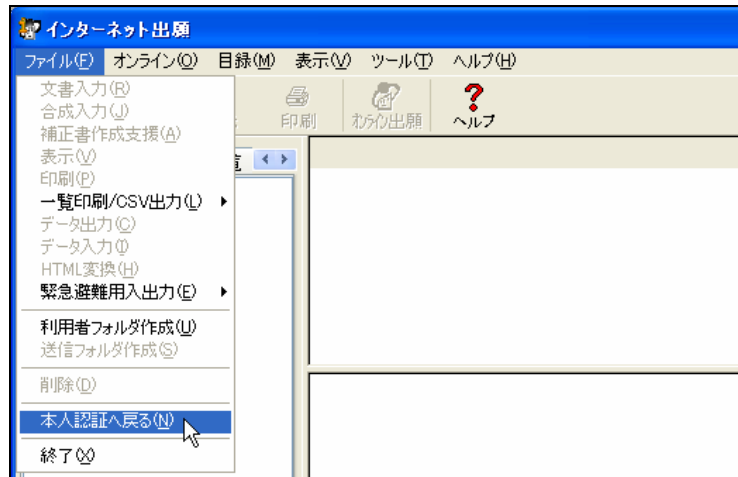 インターネット出願
ファイル(F) オンライン(O) 目録(M) 表示(V) ツール(T) ヘルプ(H)
印刷 オンライン出願 ヘルプ
文書入力(R)
合成入力(J)
補正書作成支援(A)
表示(V)
印刷(P)
一覧印刷/CSV出力(L)
データ出力(C)
データ入力(I)
HTML変換(H)
緊急避難用入出力(E)
利用者フォルダ作成(U)
送信フォルダ作成(S)
削除(D)
本人認証へ戻る(N)
終了(X)